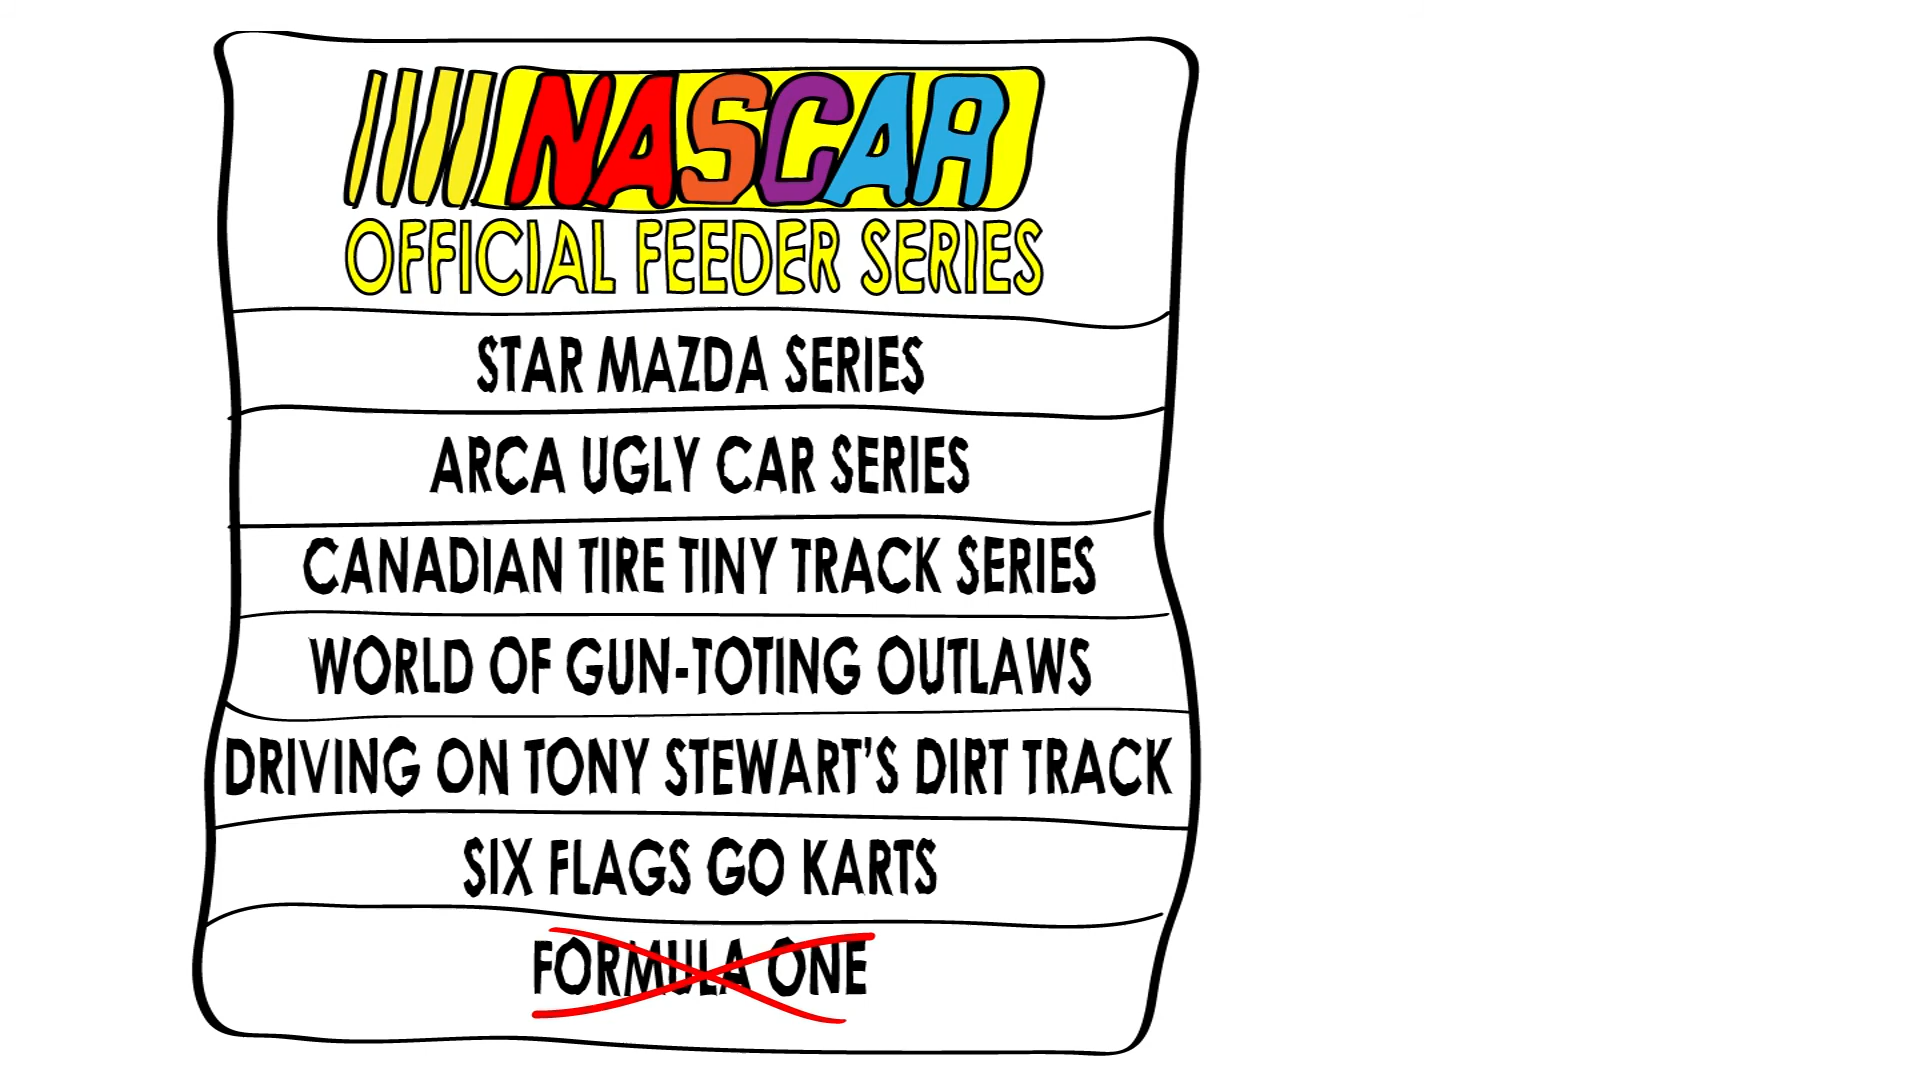 NASCAR
OFFICIAL FEEDER SERIES
STAR MAZDA SERIES
ARCA UGLY CAR SERIES
CANADIAN TIRE TINY TRACK SERIES
WORLD OF GUN-TOTING OUTLAWS
DRIVING ON TONY STEWART'S DIRT TRACK
SIX FLAGS GO KARTS
FORMULA ONE